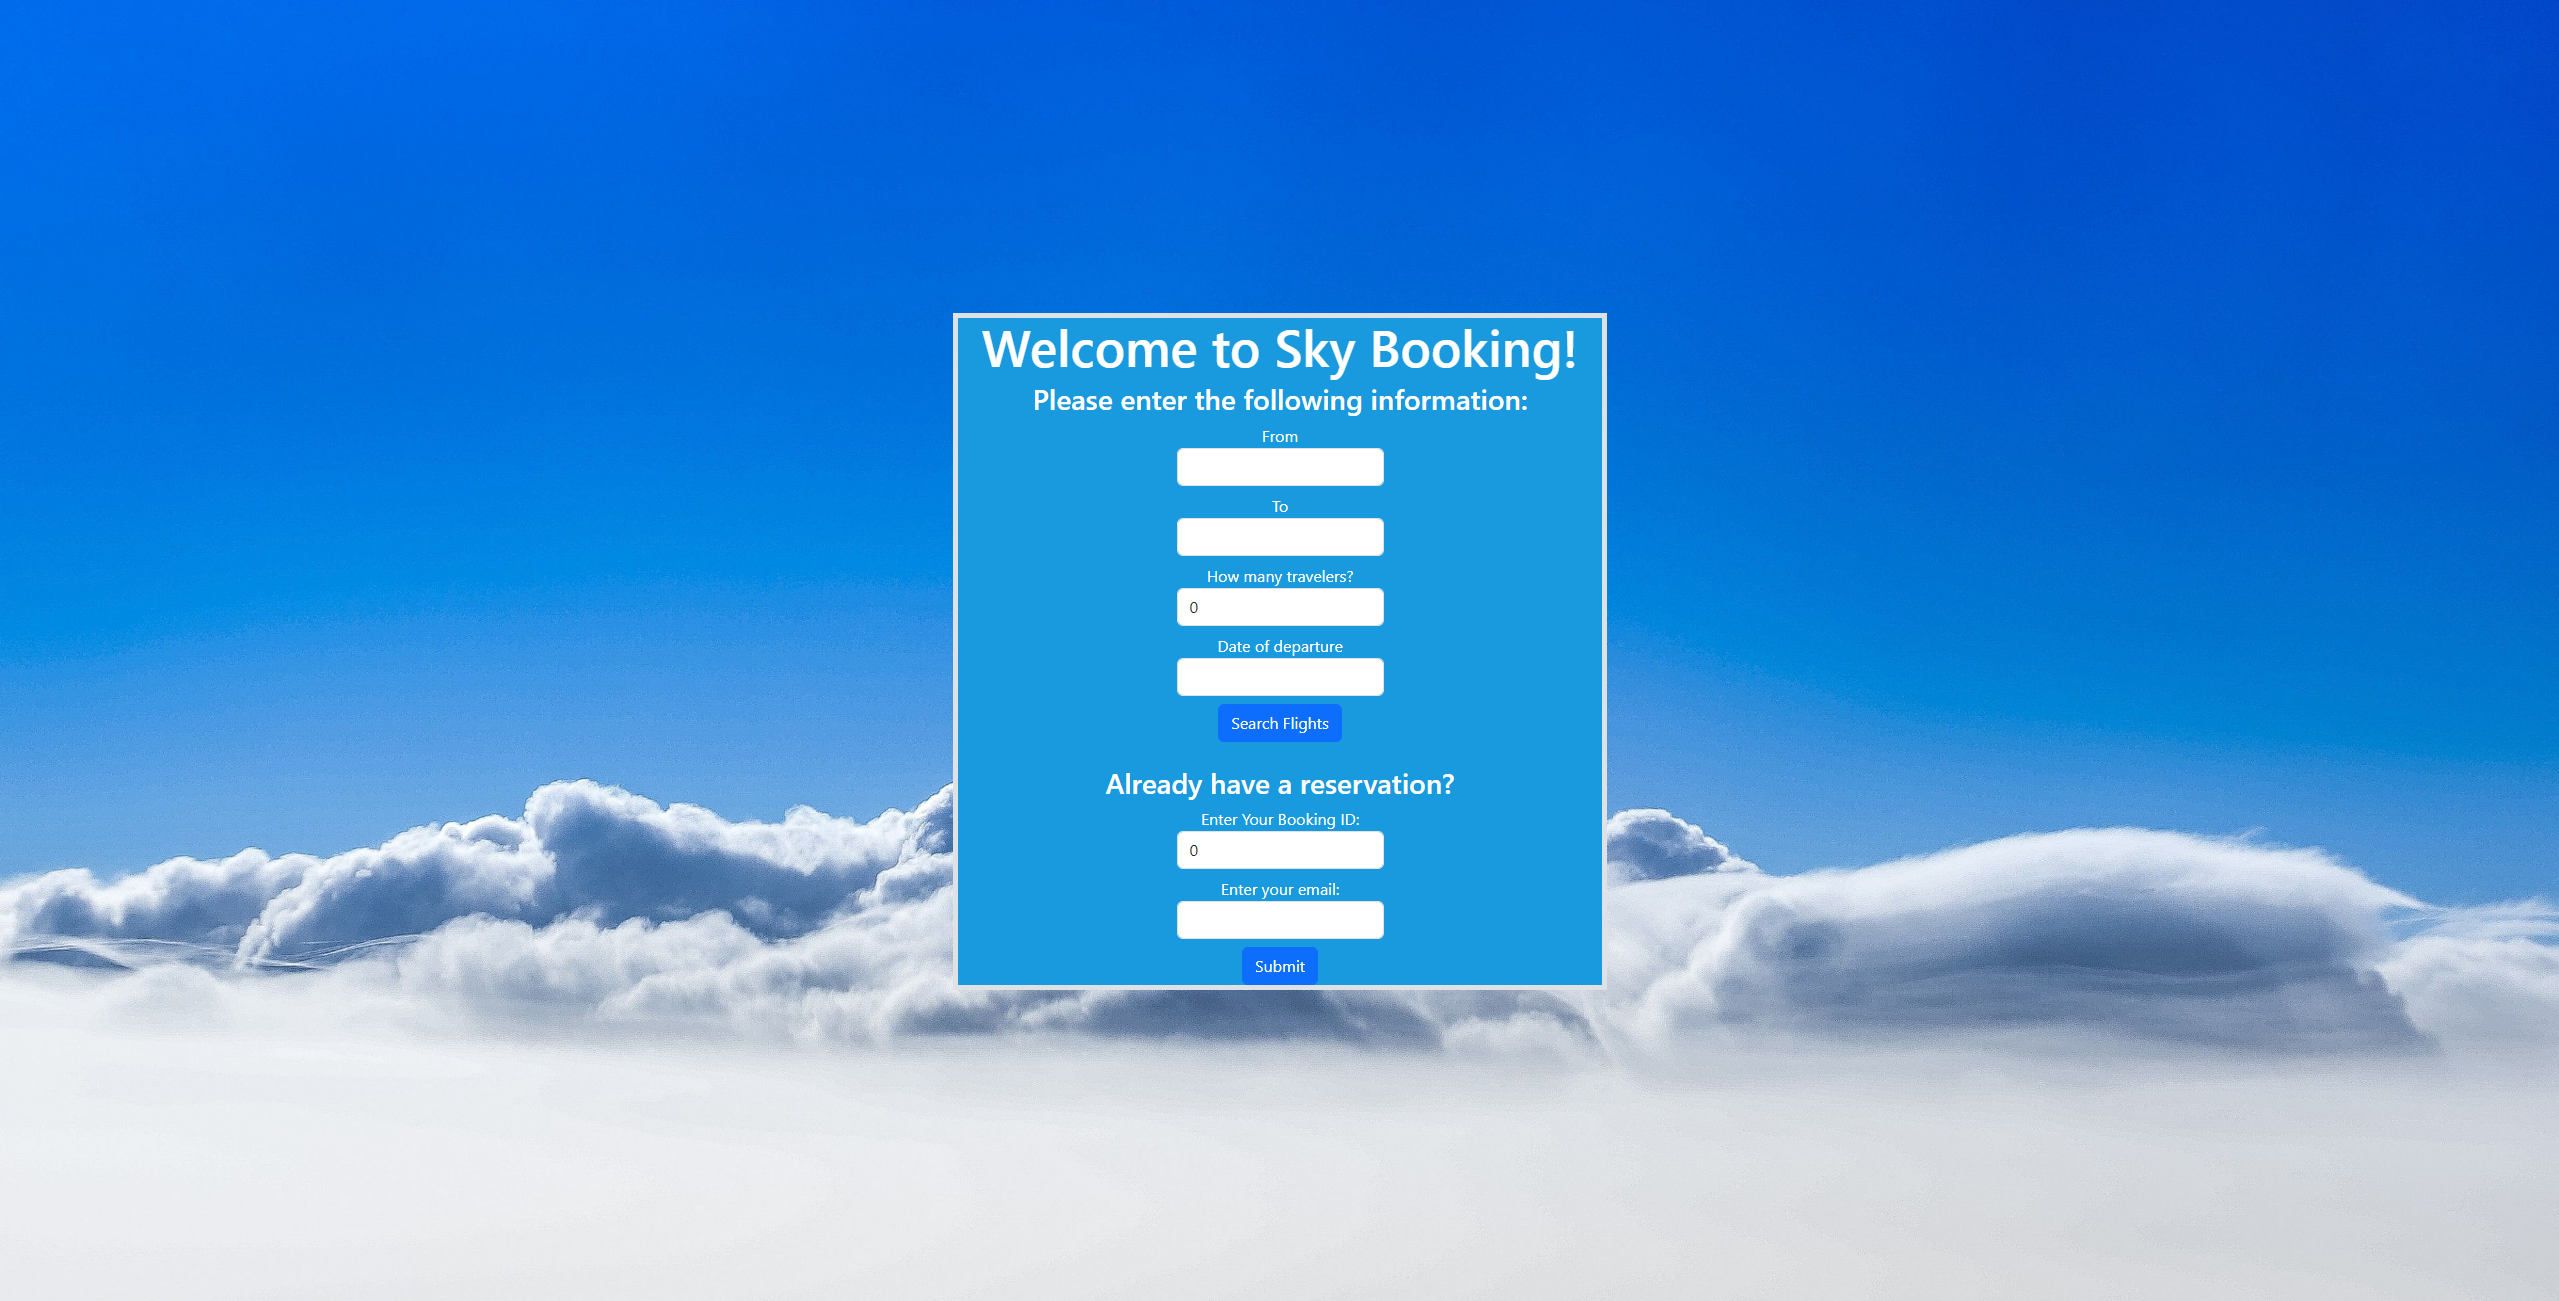 Welcome to Sky Booking!
Please enter the following information:
From
To
How many travelers?
0
Date of departure
Search Flights
Already have a reservation?
Enter Your Booking ID:
0
Enter your email:
Submit